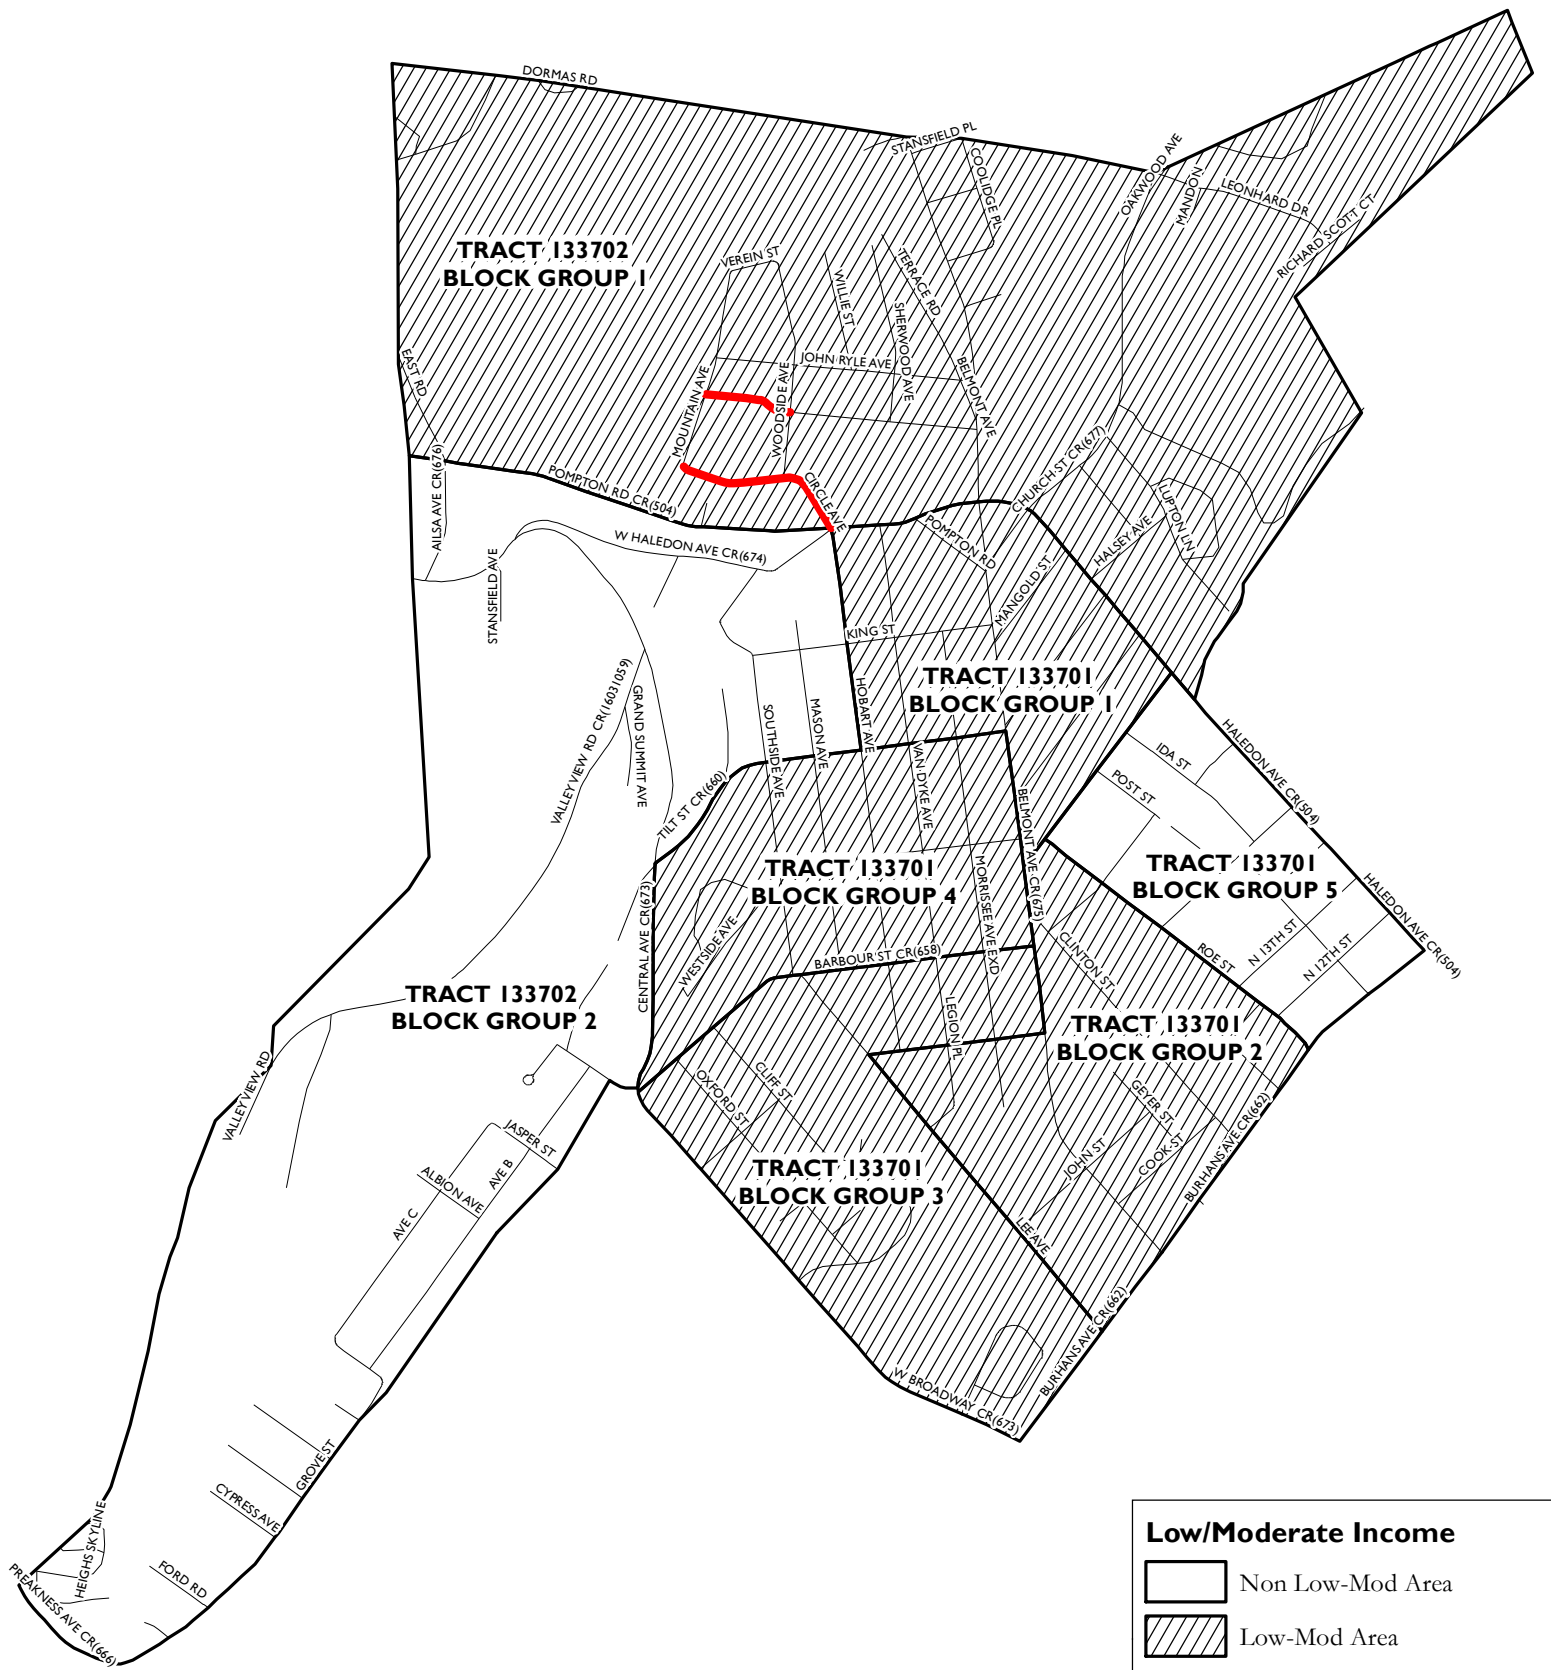 DORMAS RD
STANSFIELD PL
COOLIDGE PL
OAKWOOD AVE
MANDON
LEONHARD DR
RICHARD SCOTT CT
TRACT 133702
BLOCK GROUP 1
VEREIN ST
WILLIE ST
TERRACE RD
SHERWOOD AVE
JOHN RYLE AVE
BELMONT AVE
EAST RD
MOUNTAIN AVE
WOODSIDE AVE
CIRCLE AVE
AILSA AVE CR(676)
POMPTON RD CR(504)
CHURCH ST CR(677)
LUPTON LN
HALSEY AVE
POMPTON RD
W HALEDON AVE CR(674)
STANSFIELD AVE
MANGOLD ST
KING ST
TRACT 133701
BLOCK GROUP 1
VALLEY VIEW RD CR(16031059)
GRAND SUMMIT AVE
SOUTHSIDE AVE
MASON AVE
HOBART AVE
VAN DYKE AVE
TILT ST CR(660)
BELMONT AVE CR(675)
IDA ST
POST ST
HALEDON AVE CR(504)
TRACT 133701
BLOCK GROUP 4
MORRISSEE AVE EXD
TRACT 133701
BLOCK GROUP 5
HALEDON AVE CR(504)
CENTRAL AVE CR(673)
WESTSIDE AVE
BARBOUR ST CR(658)
CLINTON ST
ROE ST
N 13TH ST
N 12TH ST
TRACT 133702
BLOCK GROUP 2
LEGION PL
TRACT 133701
BLOCK GROUP 2
VALLEY VIEW RD
OXFORD ST
CLIFF ST
GEYER ST
JOHN ST
COOK ST
BURHANS AVE CR(662)
JASPER ST
AVE B
ALBION AVE
AVE C
TRACT 133701
BLOCK GROUP 3
LEE AVE
BURHANS AVE CR(662)
W BROADWAY CR(673)
GROVE ST
CYPRESS AVE
HEIGHS SKYLINE
FORD RD
PREAKNESS AVE CR(666)
Low/Moderate Income
Non Low-Mod Area
Low-Mod Area